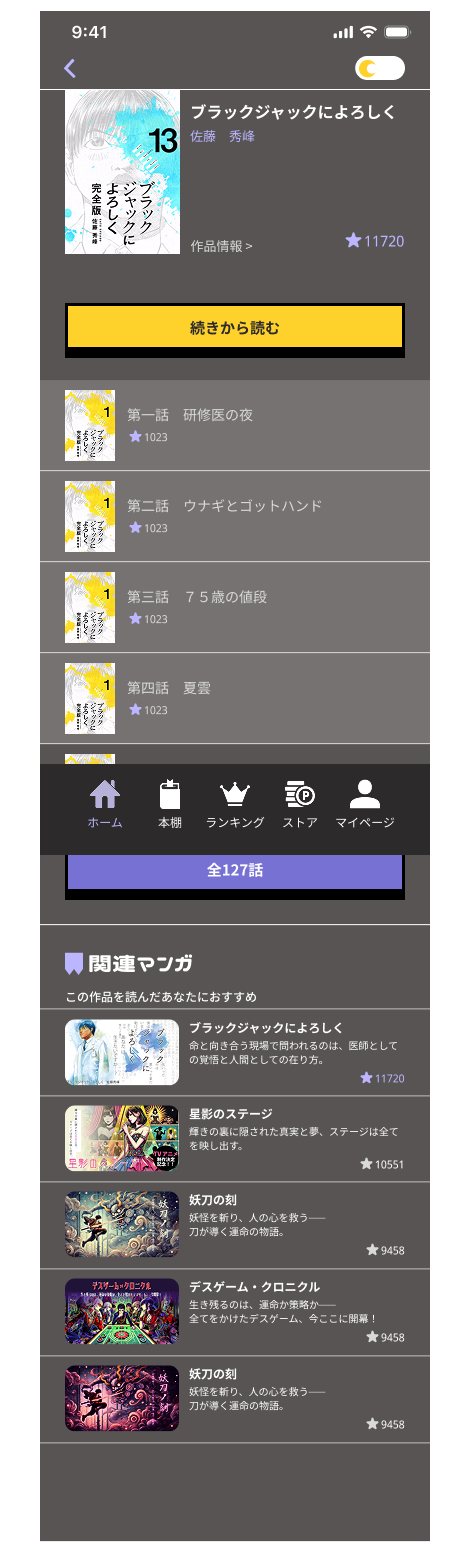 9:41
ブラックジャックによろしく
佐藤　秀峰
13
ブラック
ジャックに
よろしく
完全版
佐藤秀峰
作品情報 >
11720
続きから読む
第一話　研修医の夜
1023
第二話　ウナギとゴットハンド
1023
第三話　７５歳の値段
1023
第四話　夏雲
1023
ホーム
本棚
ランキング
ストア
マイページ
全127話
関連マンガ
この作品を読んだあなたにおすすめ
ブラックジャックによろしく
命と向き合う現場で問われるのは、医師として
の覚悟と人間としての在り方。
11720
星影のステージ
輝きの裏に隠された真実と夢、ステージは全て
を映し出す。
10551
妖刀の刻
妖怪を斬り、人の心を救う――
刀が導く運命の物語。
9458
デスゲーム・クロニクル
生き残るのは、運命か策略か――
全てをかけたデスゲーム、今ここに開幕！
9458
妖刀の刻
妖怪を斬り、人の心を救う――
刀が導く運命の物語。
9458